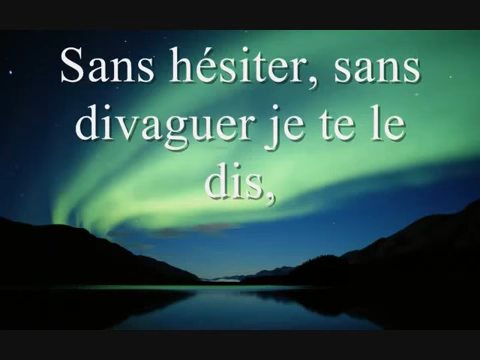 Sans hésiter, sans
divaguer je te le
dis,